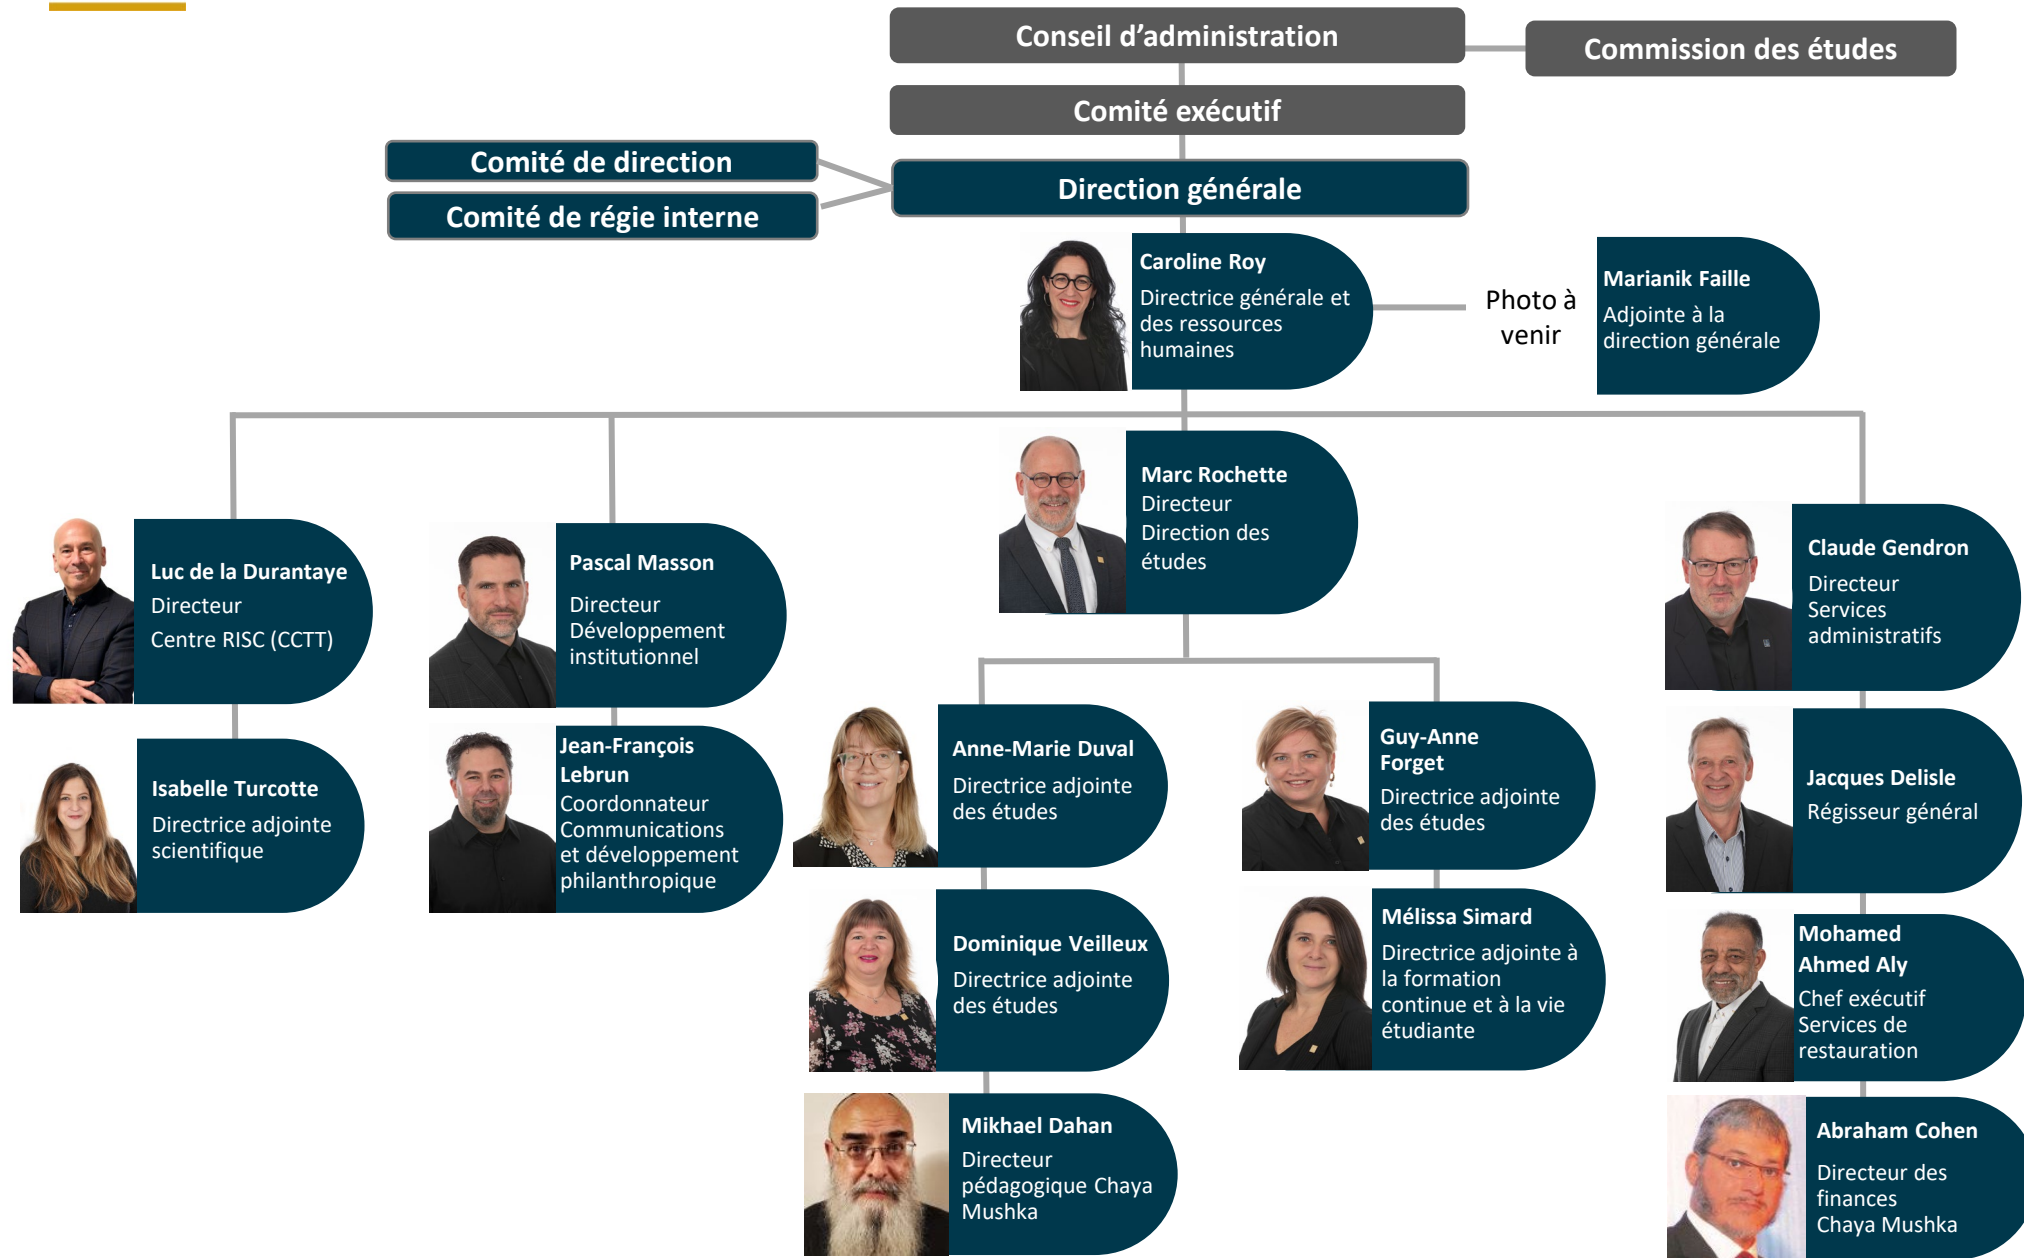 Conseil d’administration
Commission des études
Comité exécutif
Comité de direction
Direction générale
Comité de régie interne
Caroline Roy
Directrice générale et
des ressources
humaines
Photo à
venir
Marianik Faille
Adjointe à la
direction générale
Marc Rochette
Directeur
Direction des
études
Luc de la Durantaye
Directeur
Centre RISC (CCTT)
Pascal Masson
Directeur
Développement
institutionnel
Claude Gendron
Directeur
Services
administratifs
Isabelle Turcotte
Directrice adjointe
scientifique
Jean-François
Lebrun
Coordonnateur
Communications
et développement
philanthropique
Anne-Marie Duval
Directrice adjointe
des études
Guy-Anne
Forget
Directrice adjointe
des études
Jacques Delisle
Régisseur général
Dominique Veilleux
Directrice adjointe
des études
Mélissa Simard
Directrice adjointe à
la formation
continue et à la vie
étudiante
Mohamed
Ahmed Aly
Chef exécutif
Services de
restauration
Mikhael Dahan
Directeur
pédagogique Chaya
Mushka
Abraham Cohen
Directeur des
finances
Chaya Mushka